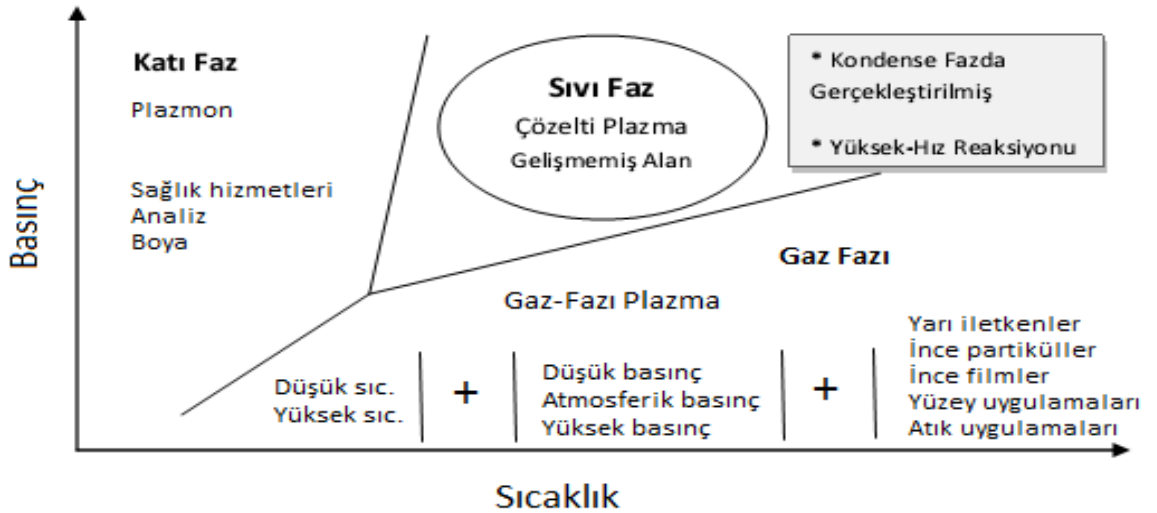 Katı Faz
Plazmon
Sağlık hizmetleri
Analiz
Boya
Sıvı Faz
Çözelti Plazma
Gelişmemiş Alan
* Kondense Fazda
Gerçekleştirilmiş
* Yüksek-Hız Reaksiyonu
Basınç
Gaz Fazı
Gaz-Fazı Plazma
Düşük sıc.
Yüksek sıc.
+
Düşük basınç
Atmosferik basınç
Yüksek basınç
+
Yarı iletkenler
İnce partiküller
İnce filmler
Yüzey uygulamaları
Atık uygulamaları
Sıcaklık